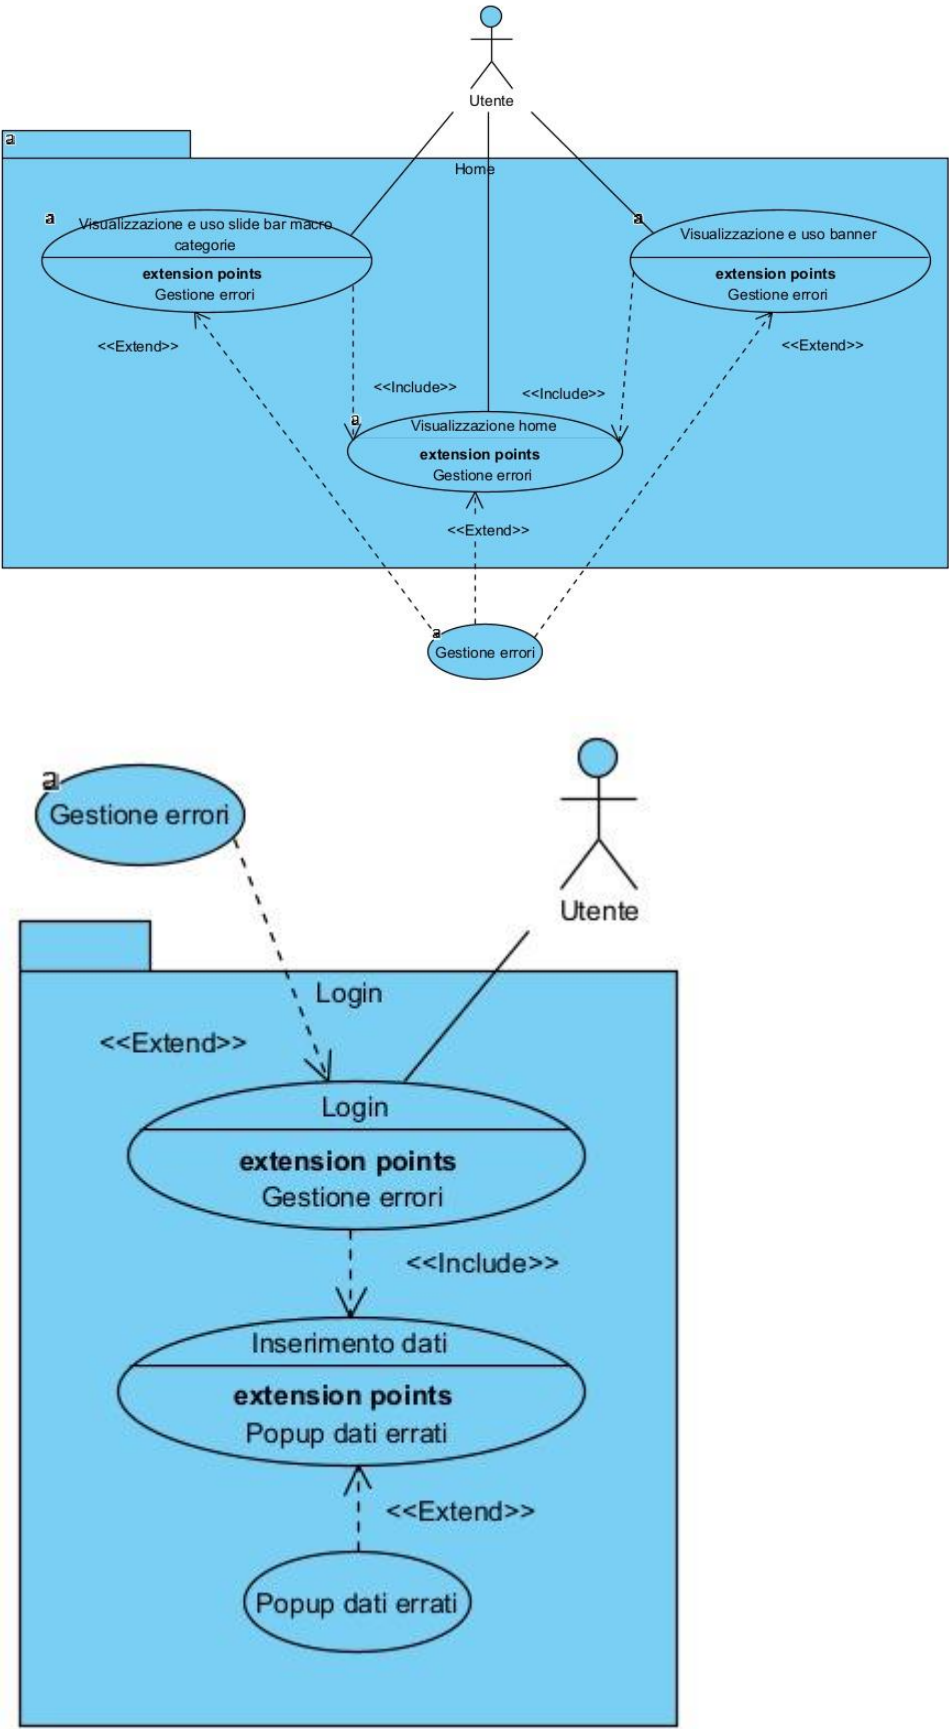 Utente
a
Home
a
Visualizzazione e uso slide bar macro
categorie
extension points
Gestione errori
a
Visualizzazione e uso banner
extension points
Gestione errori
<<Extend>>
<<Extend>>
<<Include>>
<<Include>>
a
Visualizzazione home
extension points
Gestione errori
<<Extend>>
a
Gestione errori
a
Gestione errori
Utente
Login
<<Extend>>
Login
extension points
Gestione errori
<<Include>>
Inserimento dati
extension points
Popup dati errati
<<Extend>>
Popup dati errati